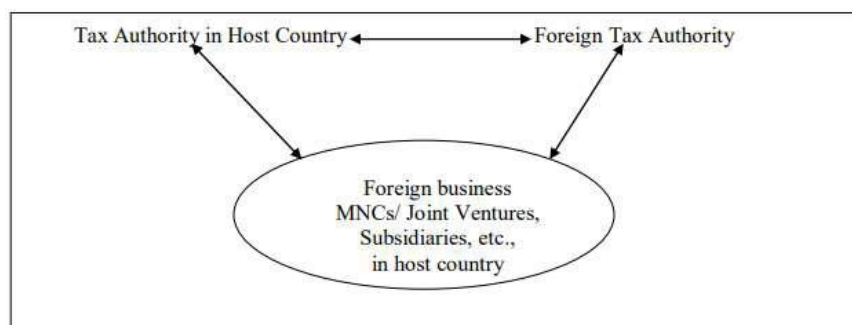 Tax Authority in Host Country
Foreign Tax Authority
Foreign business
MNCs/ Joint Ventures,
Subsidiaries, etc.,
in host country